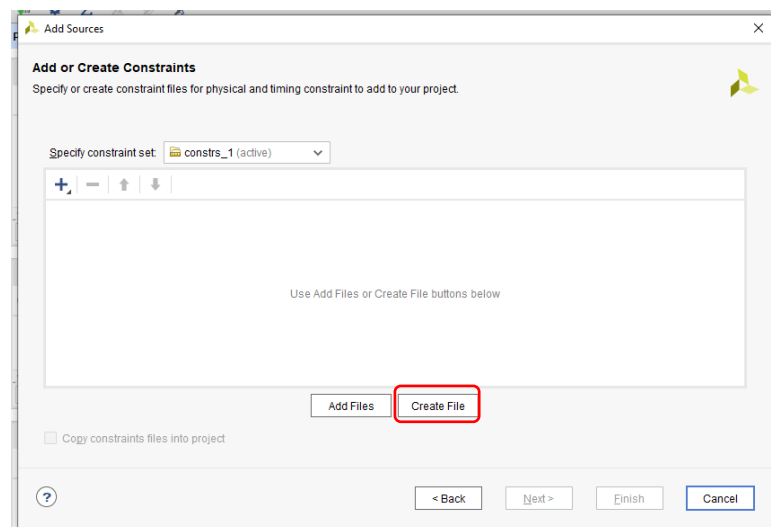 Add Sources
Add or Create Constraints
Specify or create constraint files for physical and timing constraint to add to your project.
Specify constraint set: constrs_1 (active)
Use Add Files or Create File buttons below
Add Files Create File
Copy constraints files into project
? < Back Next > Finish Cancel